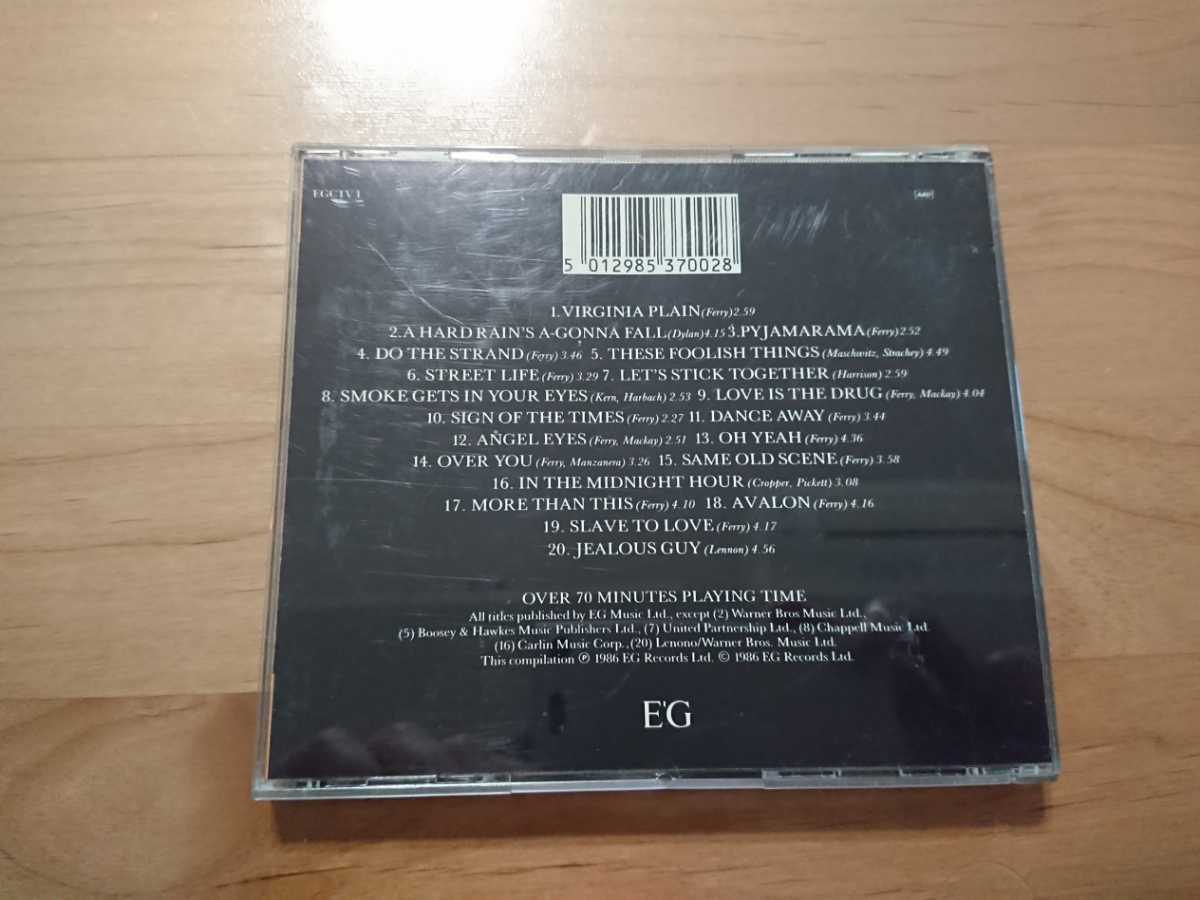 EGCTV 1
AAD
5 012985 370028
1.VIRGINIA PLAIN(Ferry)2.59
2.A HARD RAIN'S A-GONNA FALL(Dylan)4.15 3.PYJAMARAMA(Ferry)2.52
4. DO THE STRAND(Ferry)3.46 5. THESE FOOLISH THINGS(Maschwitz, Strachey)4.49
6. STREET LIFE(Ferry)3.29 7. LET'S STICK TOGETHER(Harrison)2.59
8. SMOKE GETS IN YOUR EYES(Kern, Harbach)2.53 9. LOVE IS THE DRUG(Ferry, Mackay)4.04
10. SIGN OF THE TIMES(Ferry)2.27 11. DANCE AWAY(Ferry)3.44
12. ANGEL EYES(Ferry, Mackay)2.51 13. OH YEAH(Ferry)4.36
14. OVER YOU(Ferry, Manzanera)3.26 15. SAME OLD SCENE(Ferry)3.58
16. IN THE MIDNIGHT HOUR(Cropper, Pickett)3.08
17. MORE THAN THIS(Ferry)4.10 18. AVALON(Ferry)4.16
19. SLAVE TO LOVE(Ferry)4.17
20. JEALOUS GUY(Lennon)4.56
OVER 70 MINUTES PLAYING TIME
All titles published by EG Music Ltd., except (2) Warner Bros Music Ltd.,
(5) Boosey & Hawkes Music Publishers Ltd., (7) United Partnership Ltd., (8) Chappell Music Ltd.
(16) Carlin Music Corp.,(20) Lenono/Warner Bros. Music Ltd.
This compilation ℗ 1986 EG Records Ltd. © 1986 EG Records Ltd.
E'G